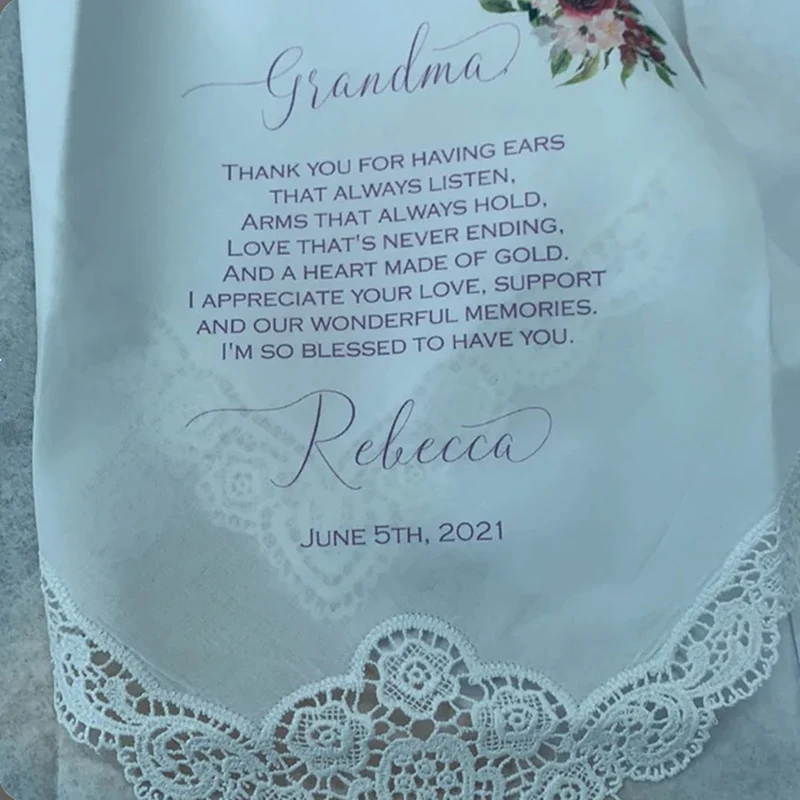 Grandma
THANK YOU FOR HAVING EARS
THAT ALWAYS LISTEN,
ARMS THAT ALWAYS HOLD,
LOVE THAT'S NEVER ENDING,
AND A HEART MADE OF GOLD.
I APPRECIATE YOUR LOVE, SUPPORT
AND OUR WONDERFUL MEMORIES.
I'M SO BLESSED TO HAVE YOU.
Rebecca
JUNE 5TH, 2021